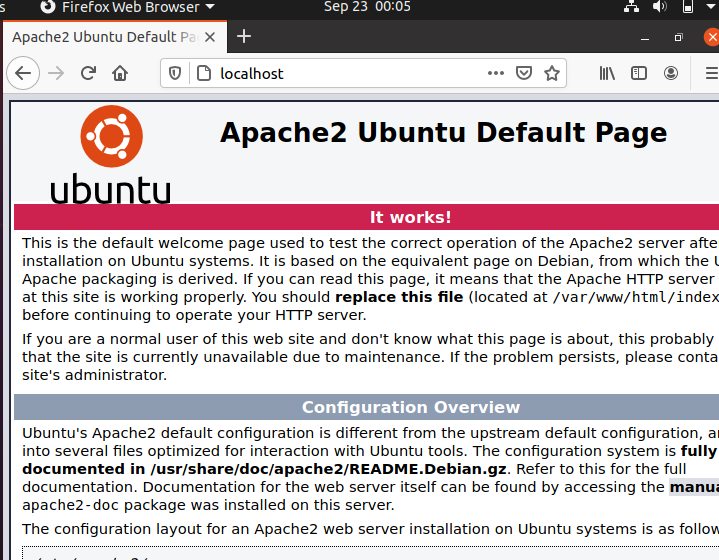 Firefox Web Browser
Sep 23 00:05
Apache2 Ubuntu Default Pa
localhost
ubuntu
Apache2 Ubuntu Default Page
It works!
This is the default welcome page used to test the correct operation of the Apache2 server afte
installation on Ubuntu systems. It is based on the equivalent page on Debian, from which the U
Apache packaging is derived. If you can read this page, it means that the Apache HTTP server
at this site is working properly. You should replace this file (located at /var/www/html/index
before continuing to operate your HTTP server.
If you are a normal user of this web site and don't know what this page is about, this probably
that the site is currently unavailable due to maintenance. If the problem persists, please conta
site's administrator.
Configuration Overview
Ubuntu's Apache2 default configuration is different from the upstream default configuration, a
into several files optimized for interaction with Ubuntu tools. The configuration system is fully
documented in /usr/share/doc/apache2/README.Debian.gz. Refer to this for the full
documentation. Documentation for the web server itself can be found by accessing the manua
apache2-doc package was installed on this server.
The configuration layout for an Apache2 web server installation on Ubuntu systems is as follow